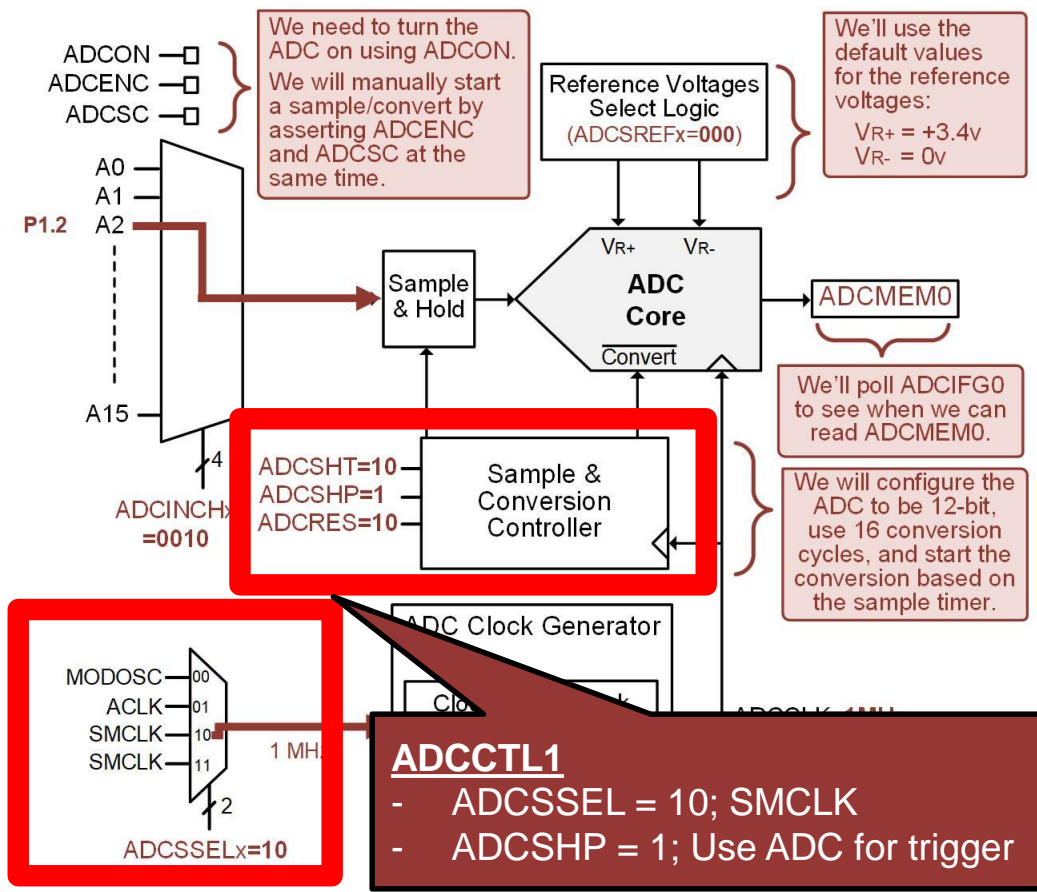 ADCON
ADCENC
ADCSC
We need to turn the
ADC on using ADCON.
We will manually start
a sample/convert by
asserting ADCENC
and ADCSC at the
same time.
Reference Voltages
Select Logic
(ADCSREFx=000)
We'll use the
default values
for the reference
voltages:
VR+ = +3.4v
VR- = 0v
A0
A1
P1.2 A2
A15
4
ADCINCHx
=0010
Sample
& Hold
VR+ VR-
ADC
Core
Convert
ADCMEM0
We'll poll ADCIFG0
to see when we can
read ADCMEM0.
ADCSHT=10
ADCSHP=1
ADCRES=10
Sample &
Conversion
Controller
We will configure the
ADC to be 12-bit,
use 16 conversion
cycles, and start the
conversion based on
the sample timer.
MODOSC 00
ACLK 01
SMCLK 10
SMCLK 11
2
ADCSSELx=10
1 MHz
ADC Clock Generator
ADCCTL1
- ADCSSEL = 10; SMCLK
- ADCSHP = 1; Use ADC for trigger